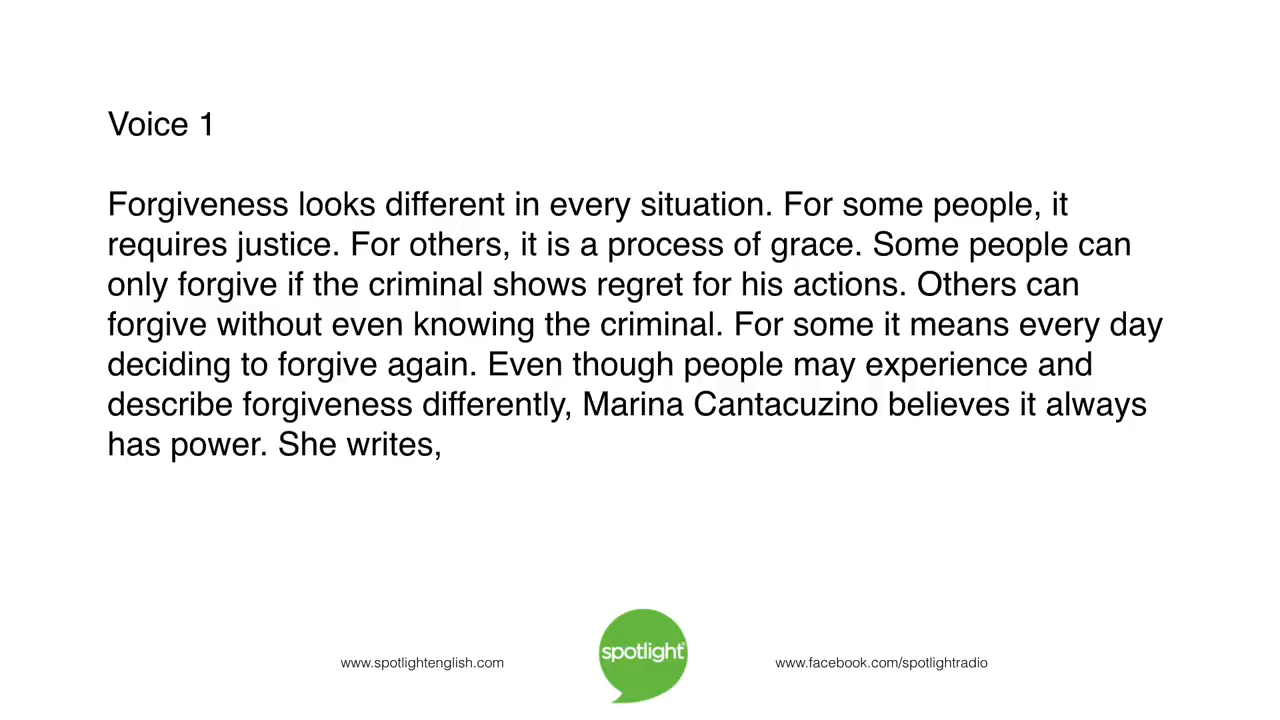 Voice 1
Forgiveness looks different in every situation. For some people, it
requires justice. For others, it is a process of grace. Some people can
only forgive if the criminal shows regret for his actions. Others can
forgive without even knowing the criminal. For some it means every day
deciding to forgive again. Even though people may experience and
describe forgiveness differently, Marina Cantacuzino believes it always
has power. She writes,
www.spotlightenglish.com
spotlight
www.facebook.com/spotlightradio